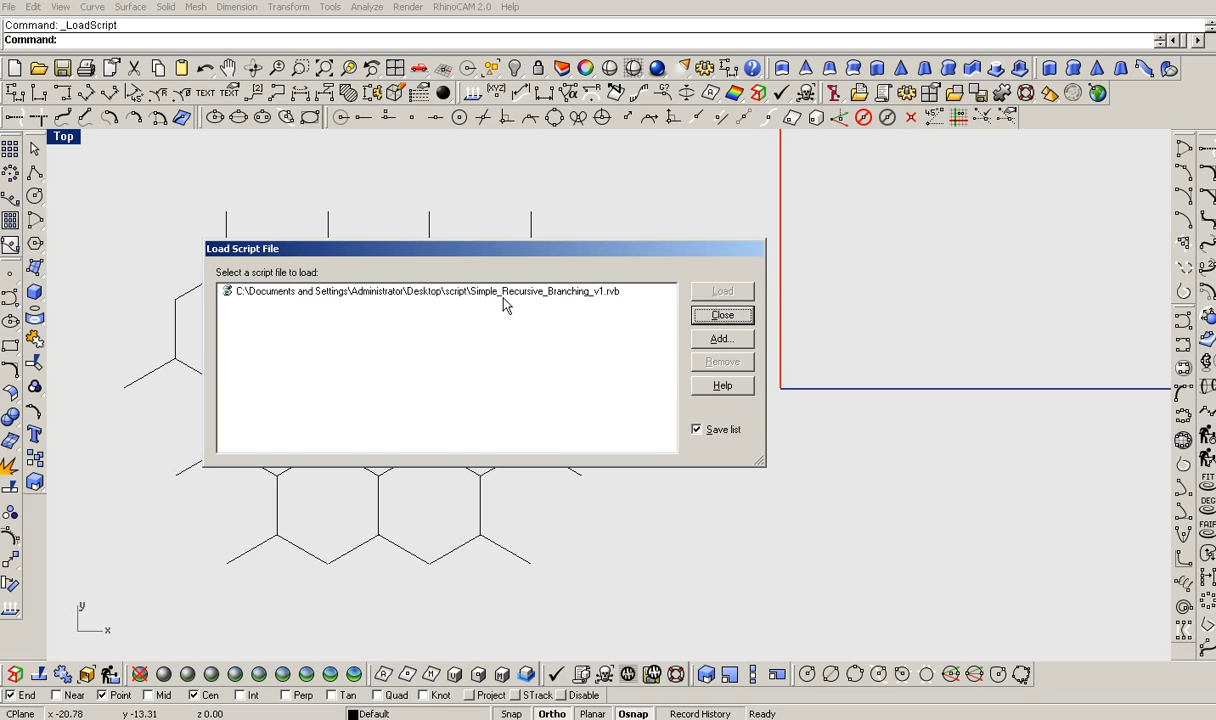 File Edit View Curve Surface Solid Mesh Dimension Transform Tools Analyze Render RhinoCAM 2.0 Help
Command: _LoadScript
Command:
Top
Load Script File
Select a script file to load:
C:\Documents and Settings\Administrator\Desktop\script\Simple_Recursive_Branching_v1.rvb
Load
Close
Add...
Remove
Help
Save list
y
x
End Near Point Mid Cen Int Perp Tan Quad Knot Project STrack Disable
CPlane x -20.78 y -13.31 z 0.00 Default Snap Ortho Planar Osnap Record History Ready